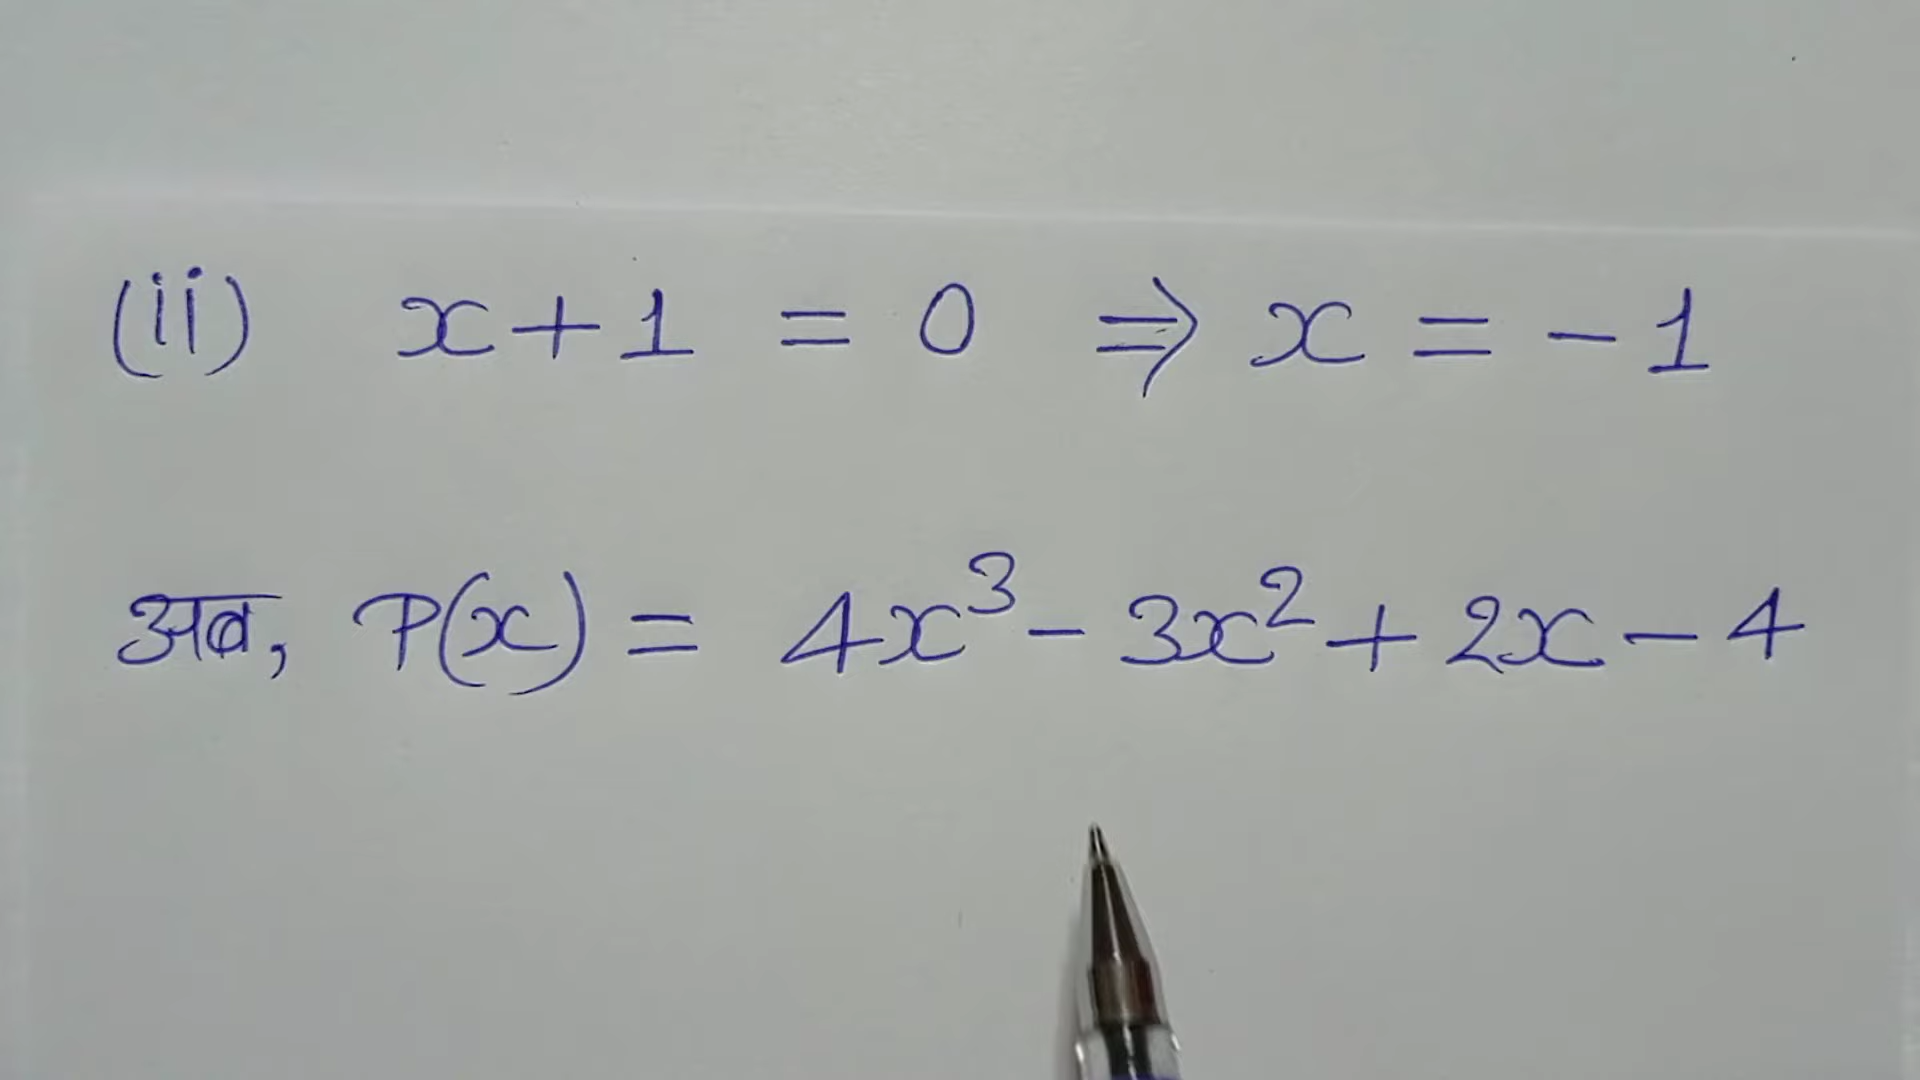 (ii) x + 1 = 0 ⇒ x = - 1
अब, P(x) = 4x³ - 3x² + 2x - 4